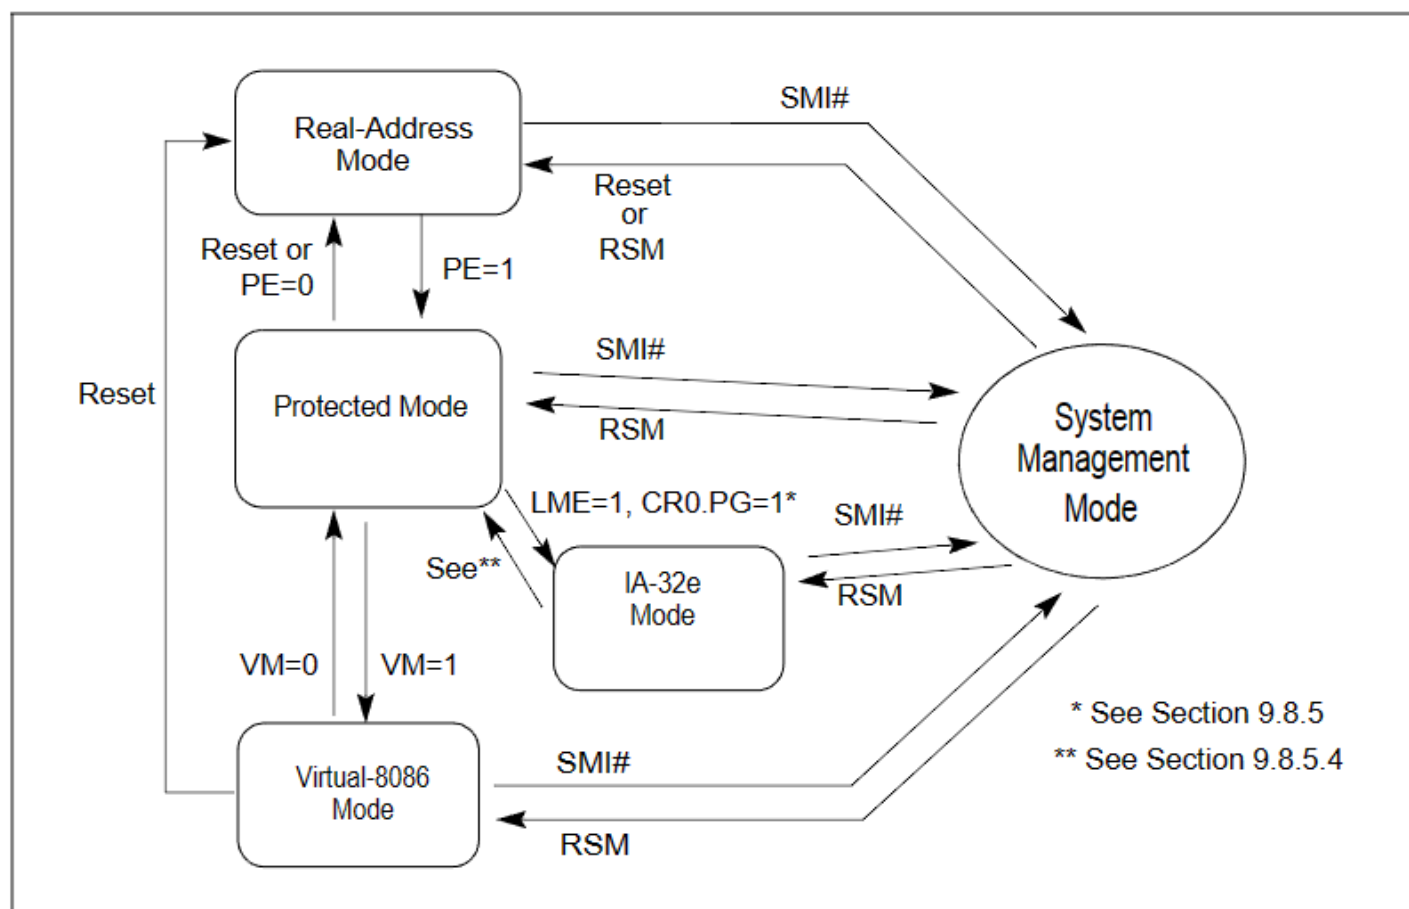 SMI#
Real-Address
Mode
Reset
or
RSM
Reset or
PE=0
PE=1
SMI#
Reset
Protected Mode
RSM
System
Management
Mode
LME=1, CR0.PG=1*
SMI#
See**
IA-32e
Mode
RSM
VM=0
VM=1
* See Section 9.8.5
** See Section 9.8.5.4
Virtual-8086
Mode
SMI#
RSM